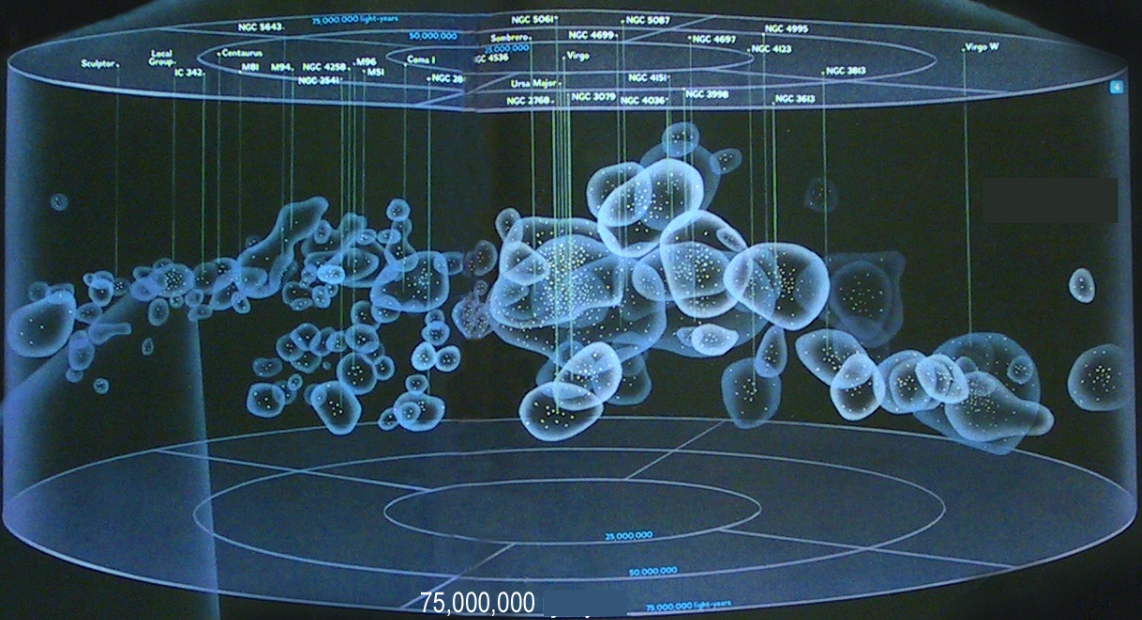 75,000,000 light-years
NGC 5061
NGC 5087
NGC 5643
NGC 4995
50,000,000
Sombrero
NGC 4699
NGC 4697
25,000,000
NGC 4123
Virgo W
Local
Group
Centaurus
Coma I
NGC 4536
Virgo
Sculptor
IC 342
M81
M94
NGC 4258
M96
M51
NGC 3813
NGC 2841
NGC 28
Ursa Major
NGC 4151
NGC 2768
NGC 3079
NGC 4036
NGC 3998
NGC 3613
25,000,000
50,000,000
75,000,000
75,000,000 light-years